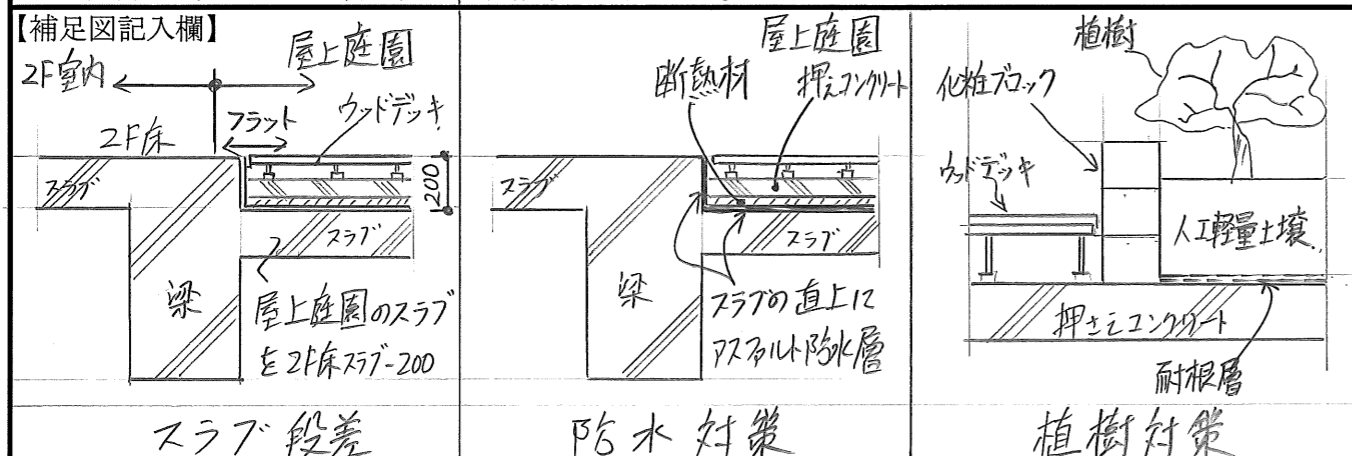 【補足図記入欄】
2F室内
屋上庭園
2F床
フラット
ウッドデッキ
スラブ
200
スラブ
梁
屋上庭園のスラブ
を2F床スラブ-200
スラブ段差
屋上庭園
断熱材
押えコンクリート
スラブ
スラブ
梁
スラブの直上に
アスファルト防水層
防水対策
植樹
化粧ブロック
ウッドデッキ
人工軽量土壌
押さえコンクリート
耐根層
植樹対策